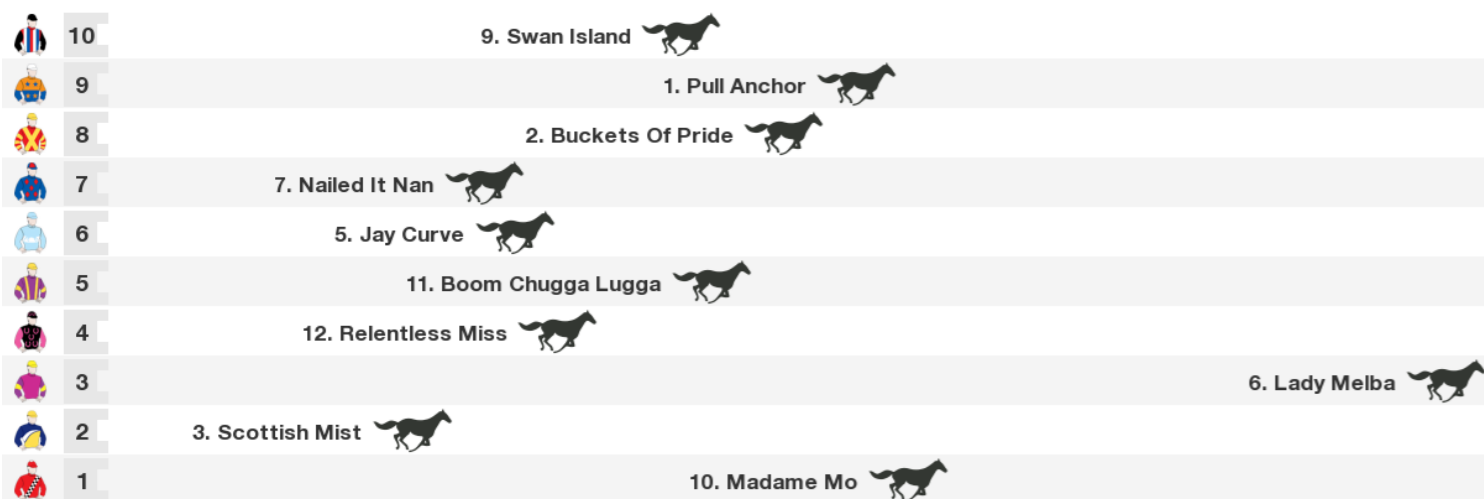 10 9. Swan Island
9 1. Pull Anchor
8 2. Buckets Of Pride
7 7. Nailed It Nan
6 5. Jay Curve
5 11. Boom Chugga Lugga
4 12. Relentless Miss
3 6. Lady Melba
2 3. Scottish Mist
1 10. Madame Mo